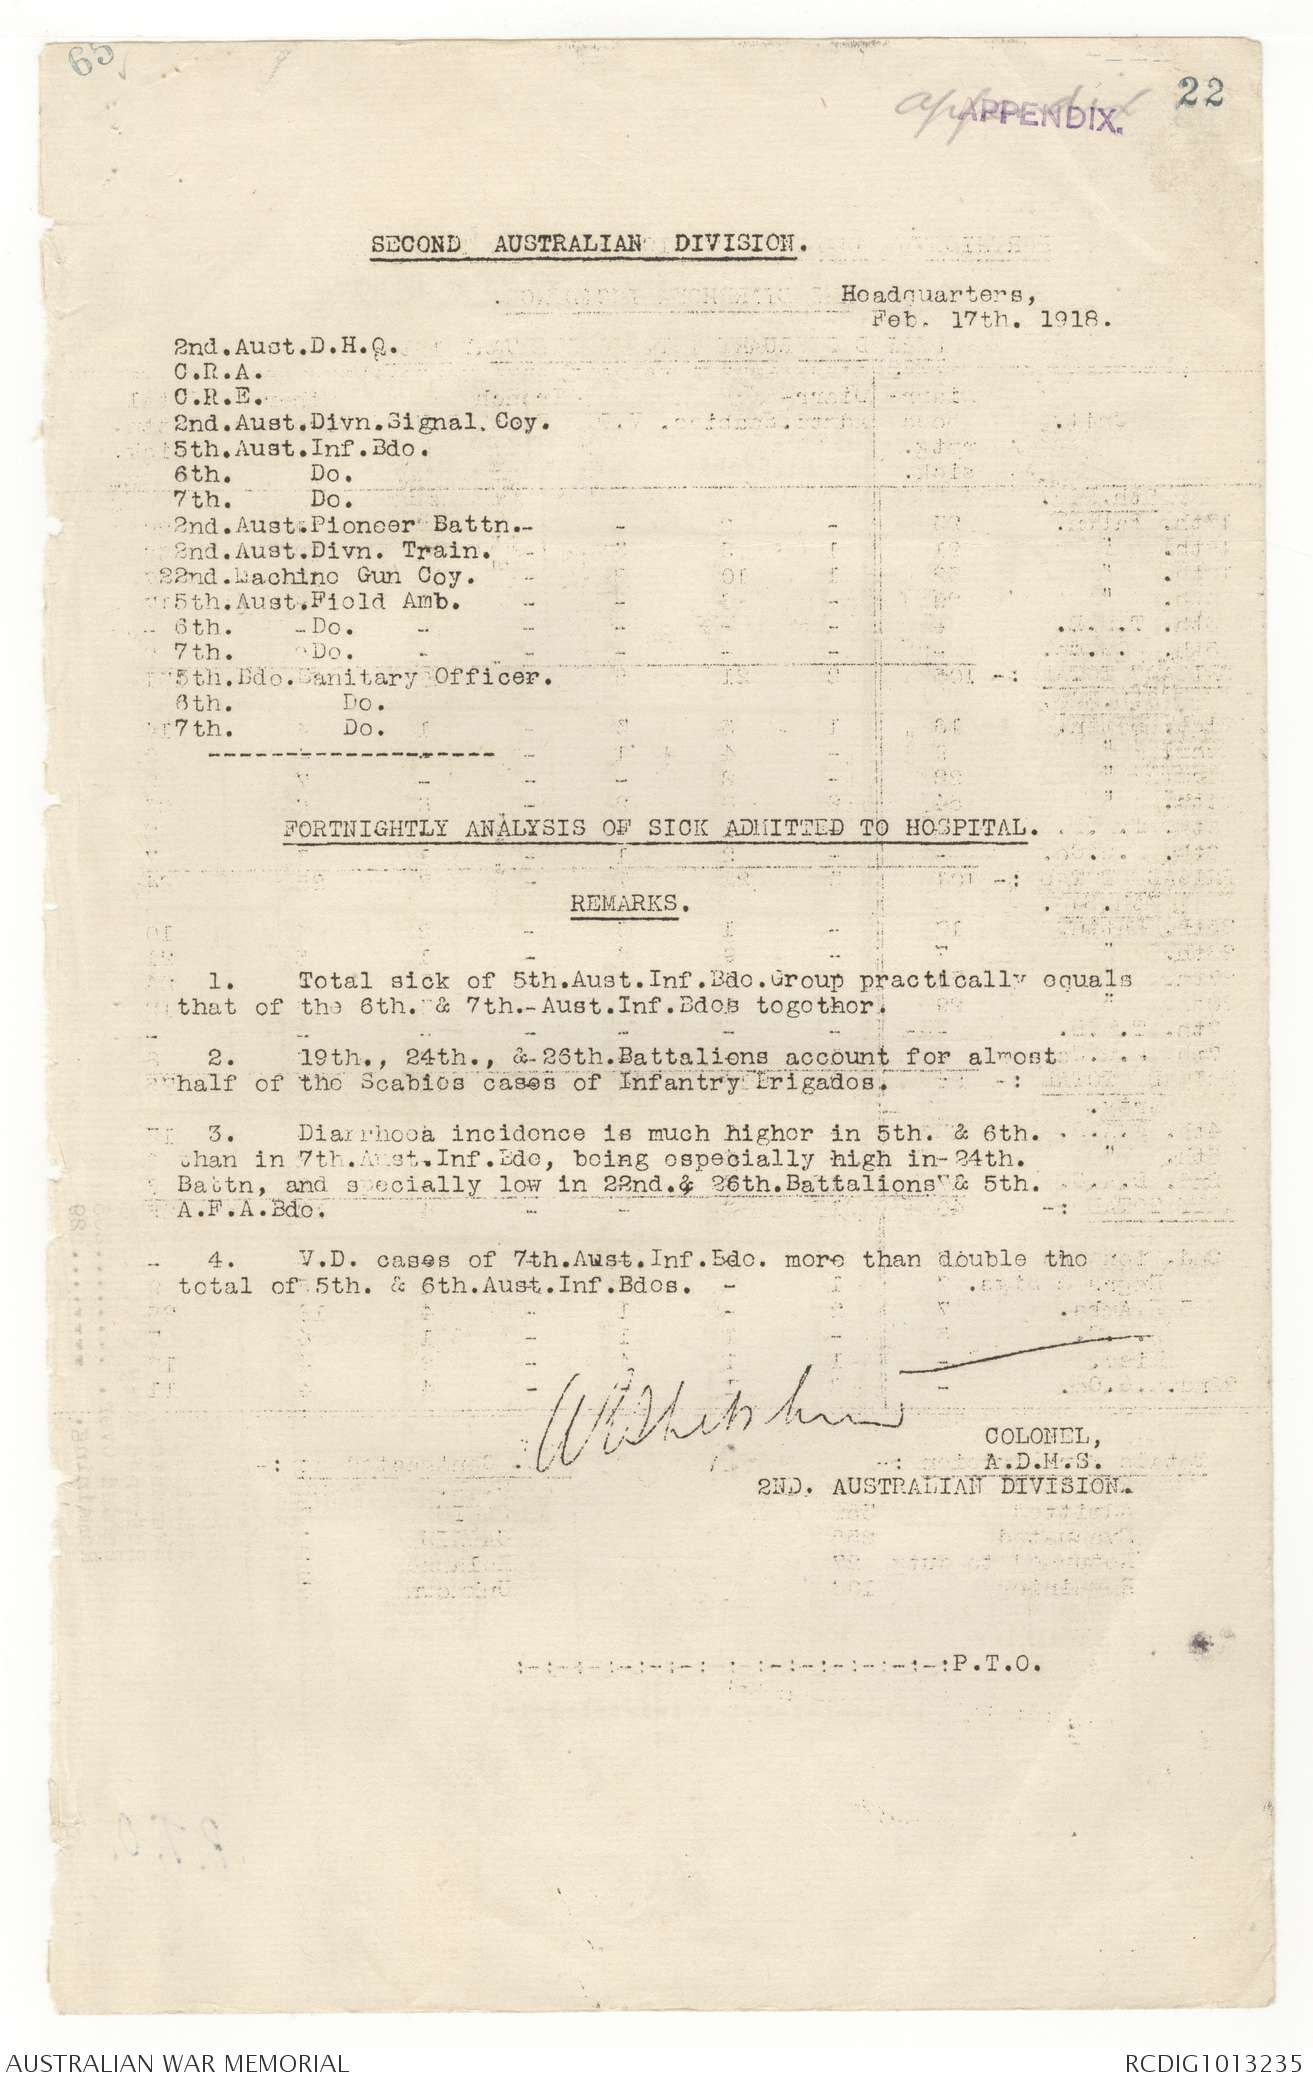 65
22
appendix
APPENDIX.
SECOND AUSTRALIAN DIVISION.
Headquarters,
Feb. 17th. 1918.
2nd.Aust.D.H.Q.
C.R.A.
C.R.E.
2nd.Aust.Divn.Signal.Coy.
5th.Aust.Inf.Bde.
6th. Do.
7th. Do.
2nd.Aust.Pioneer Battn.
2nd.Aust.Divn. Train.
22nd.Machine Gun Coy.
5th.Aust.Field Amb.
6th. Do.
7th. Do.
5th.Bde.Sanitary Officer.
6th. Do.
7th. Do.
-------------------
FORTNIGHTLY ANALYSIS OF SICK ADMITTED TO HOSPITAL.
REMARKS.
1. Total sick of 5th.Aust.Inf.Bde.Group practically equals
that of the 6th. & 7th. Aust.Inf.Bdes together.
2. 19th., 24th., & 26th.Battalions account for almost
half of the Scabies cases of Infantry Brigades.
3. Diarrhoea incidence is much higher in 5th. & 6th.
than in 7th.Aust.Inf.Bde, being especially high in 24th.
Battn, and specially low in 22nd.& 26th.Battalions & 5th.
A.F.A.Bde.
4. V.D. cases of 7th.Aust.Inf.Bde. more than double the
total of 5th. & 6th.Aust.Inf.Bdes.
COLONEL,
A.D.M.S.
2ND. AUSTRALIAN DIVISION.
:-:-:-:-:-:-:-:-:-:-:-:-:-:P.T.O.
AUSTRALIAN WAR MEMORIAL
RCDIG1013235